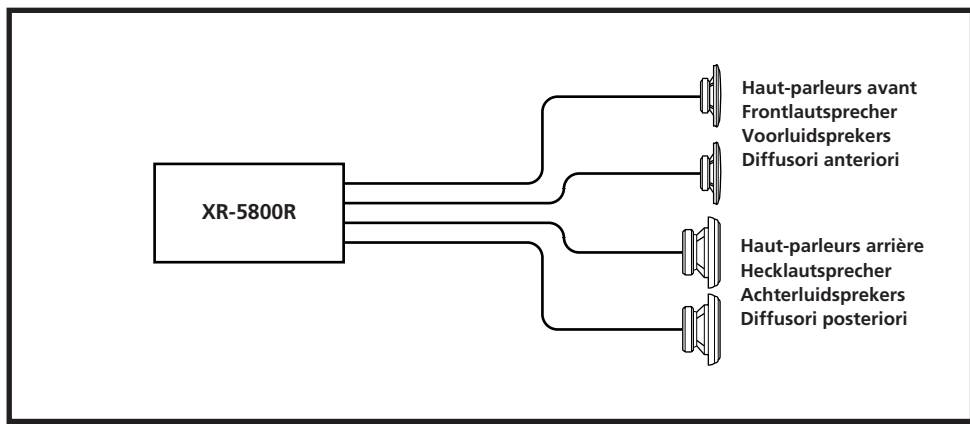 XR-5800R
Haut-parleurs avant
Frontlautsprecher
Voorluidsprekers
Diffusori anteriori
Haut-parleurs arrière
Hecklautsprecher
Achterluidsprekers
Diffusori posteriori